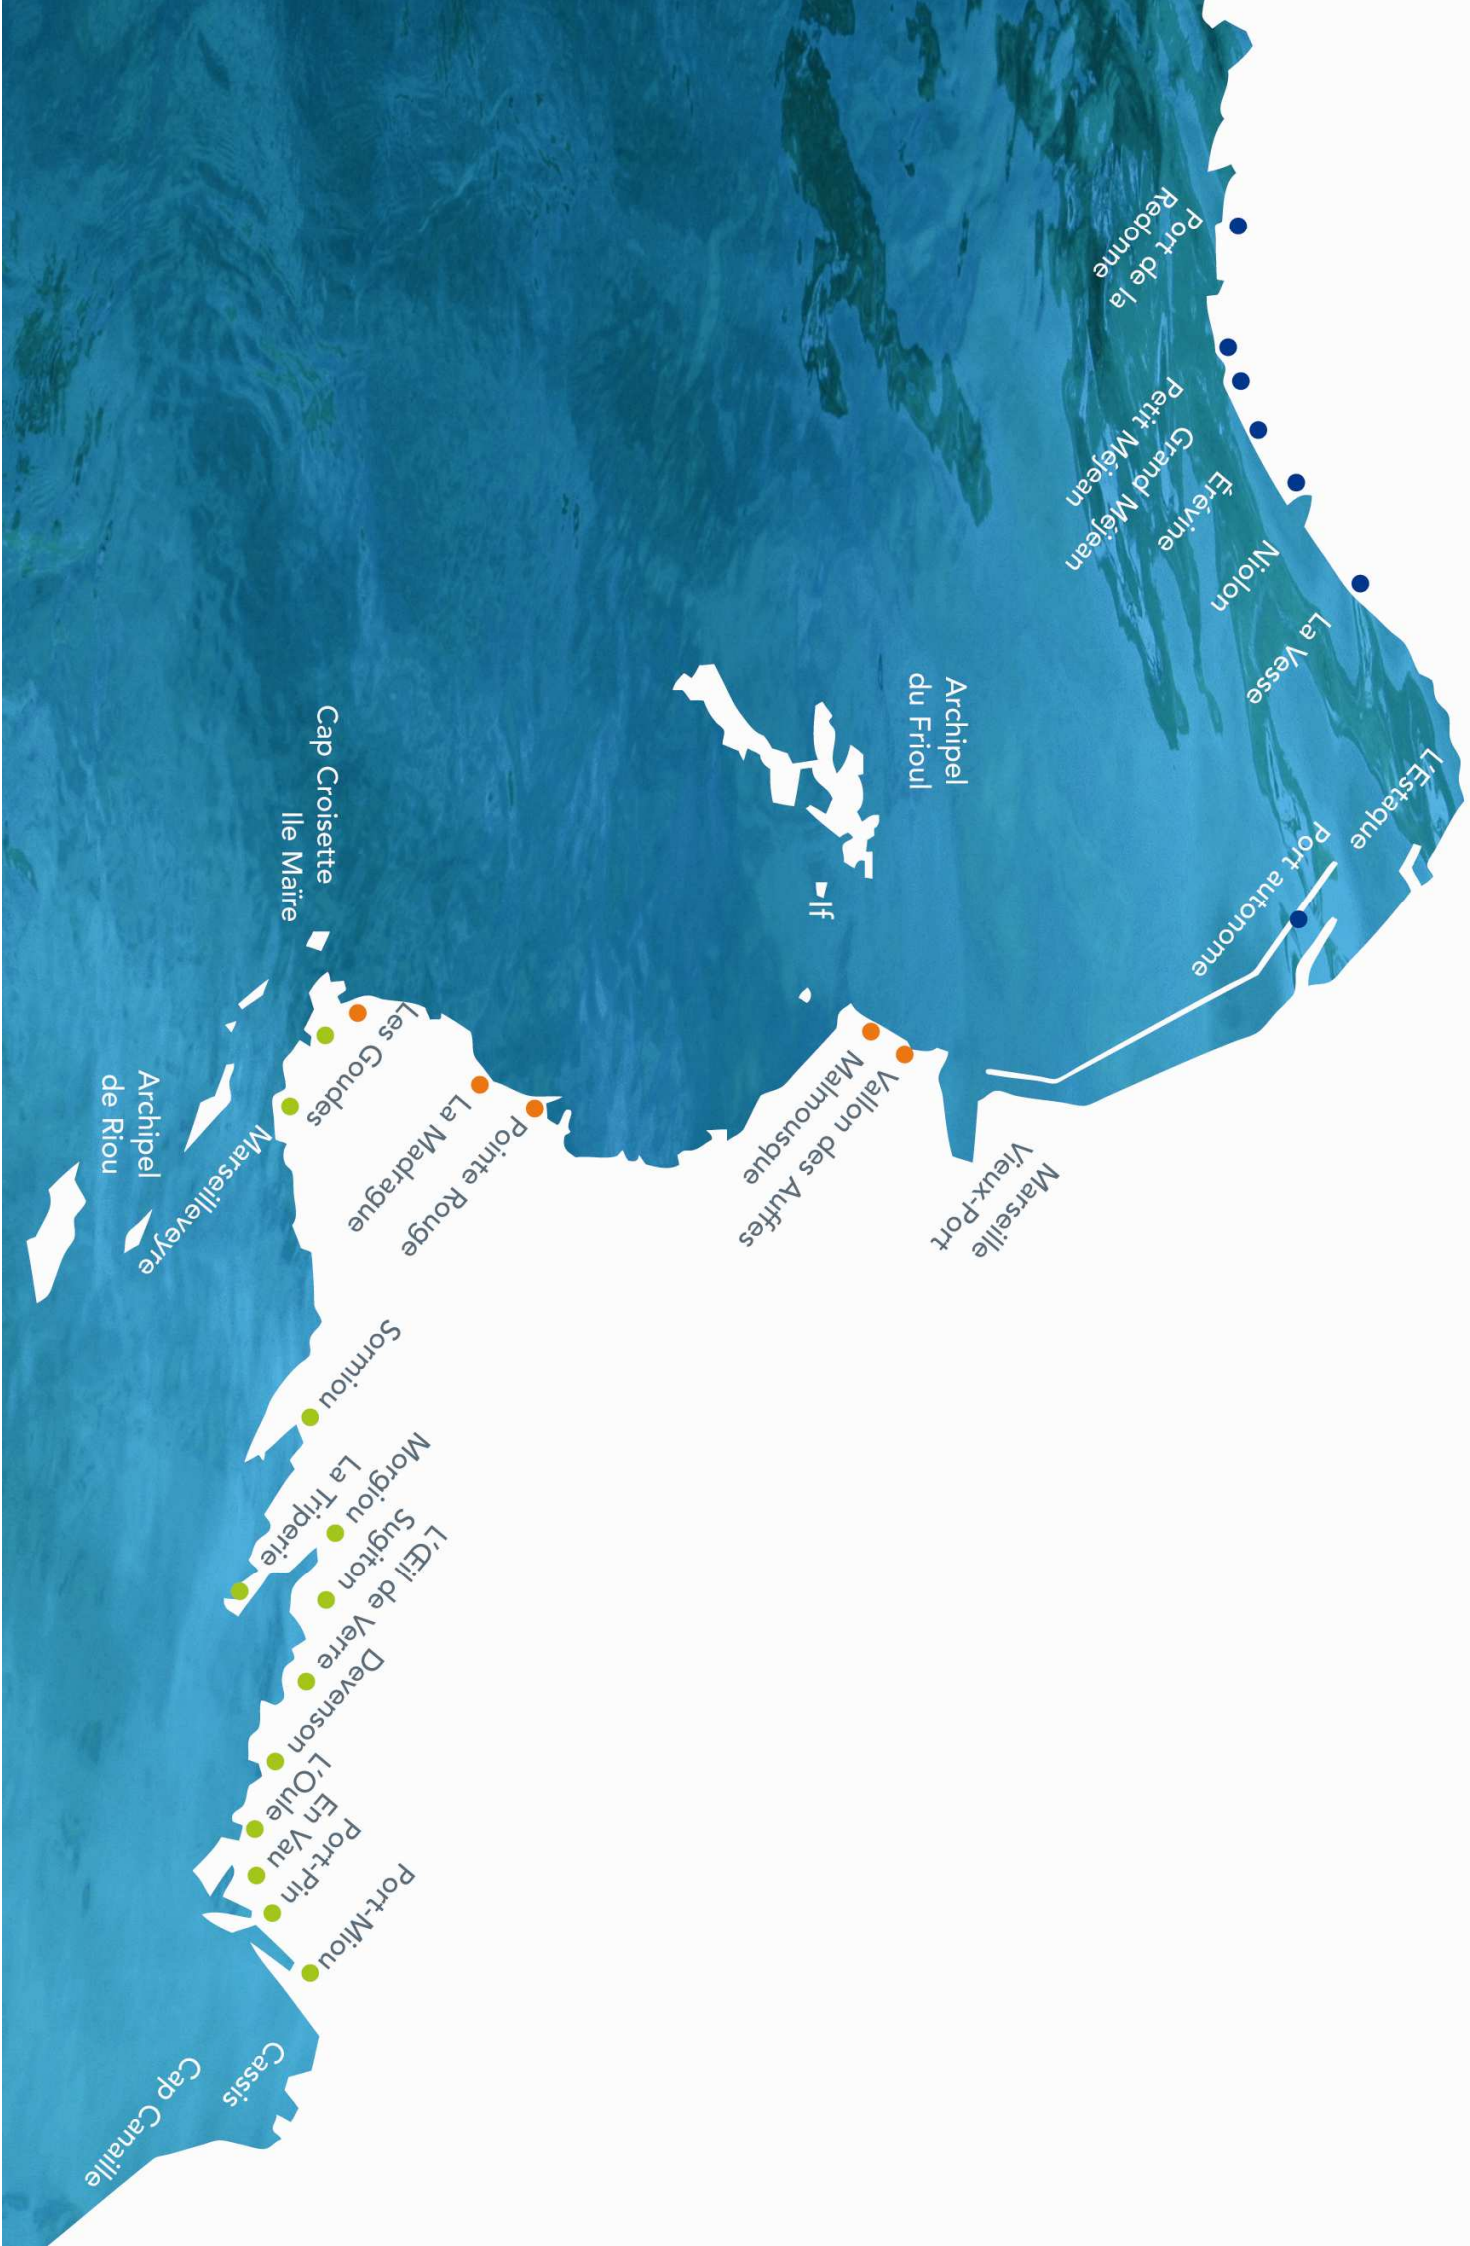 Port de la
Redonne
Petit Méjean
Grand Méjean
Érévine
Niolon
La Vesse
L'Estaque
Port autonome
Archipel
du Frioul
If
Marseille
Vieux-Port
Vallon des Auffes
Malmousque
Pointe Rouge
La Madrague
Les Goudes
Cap Croisette
Ile Maïre
Marseilleveyre
Archipel
de Riou
Sormiou
Morgiou
La Triperie
Sugiton
L'Œil de Verre
Devenson
L'Oule
En Vau
Port-Pin
Port-Miou
Cassis
Cap Canaille